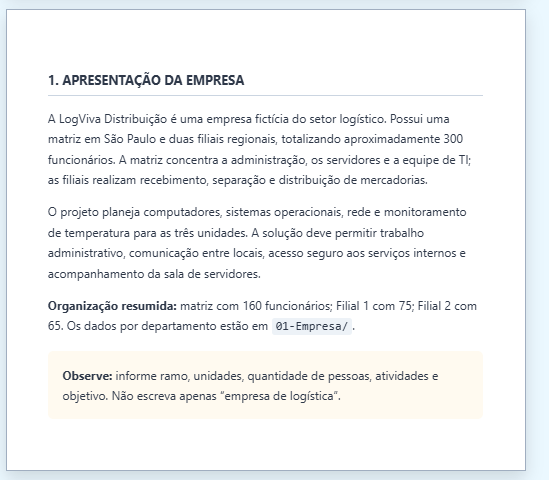 1. APRESENTAÇÃO DA EMPRESA
A LogViva Distribuição é uma empresa fictícia do setor logístico. Possui uma
matriz em São Paulo e duas filiais regionais, totalizando aproximadamente 300
funcionários. A matriz concentra a administração, os servidores e a equipe de TI;
as filiais realizam recebimento, separação e distribuição de mercadorias.
O projeto planeja computadores, sistemas operacionais, rede e monitoramento
de temperatura para as três unidades. A solução deve permitir trabalho
administrativo, comunicação entre locais, acesso seguro aos serviços internos e
acompanhamento da sala de servidores.
Organização resumida: matriz com 160 funcionários; Filial 1 com 75; Filial 2 com
65. Os dados por departamento estão em 01-Empresa/.
Observe: informe ramo, unidades, quantidade de pessoas, atividades e
objetivo. Não escreva apenas “empresa de logística”.